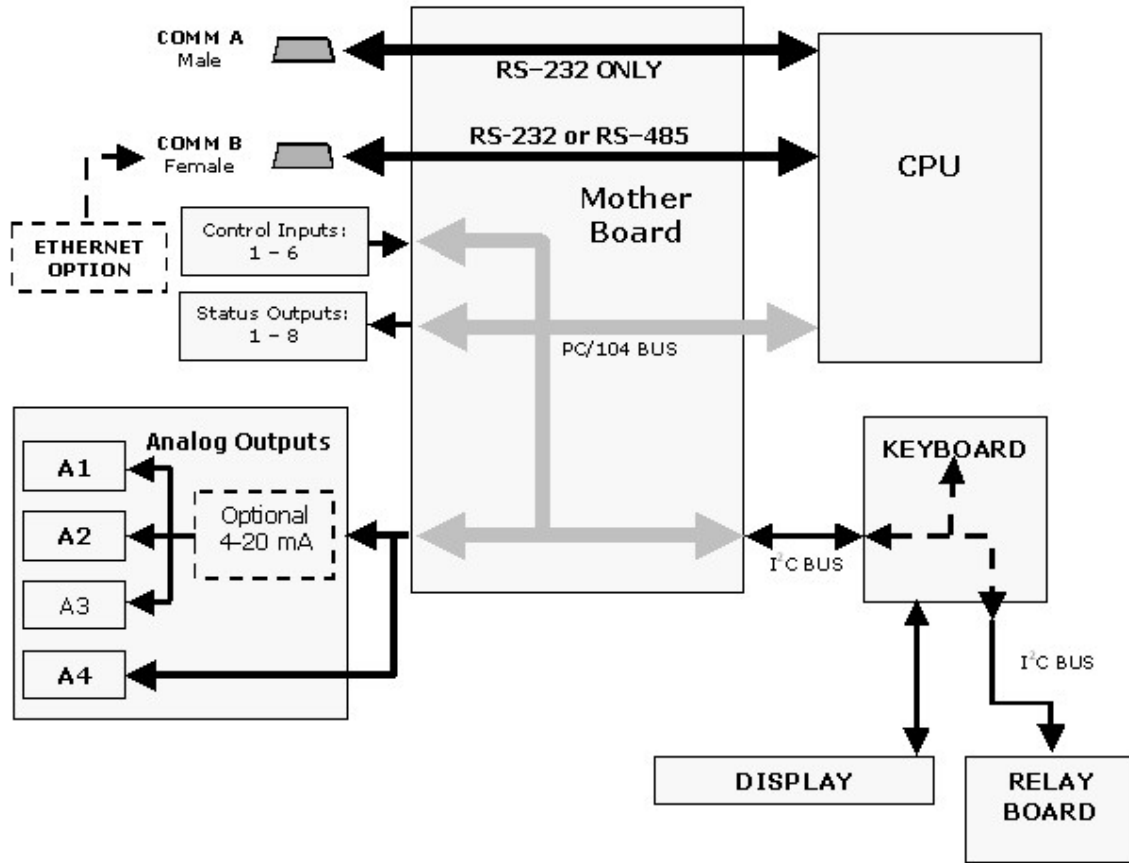 COMM A
Male
RS-232 ONLY
COMM B
Female
RS-232 or RS-485
CPU
Mother
Board
ETHERNET
OPTION
Control Inputs:
1 – 6
Status Outputs:
1 – 8
PC/104 BUS
Analog Outputs
A1
A2
A3
A4
Optional
4-20 mA
I²C BUS
KEYBOARD
I²C BUS
DISPLAY
RELAY
BOARD